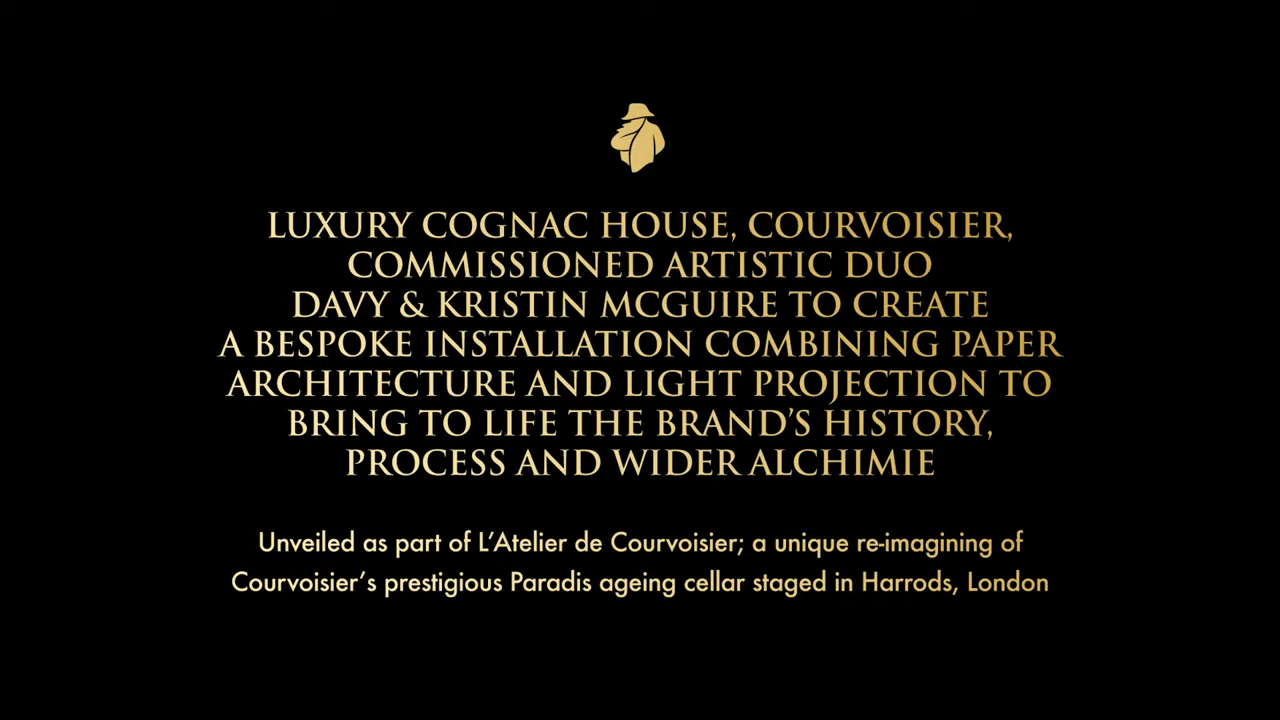 LUXURY COGNAC HOUSE, COURVOISIER,
COMMISSIONED ARTISTIC DUO
DAVY & KRISTIN MCGUIRE TO CREATE
A BESPOKE INSTALLATION COMBINING PAPER
ARCHITECTURE AND LIGHT PROJECTION TO
BRING TO LIFE THE BRAND’S HISTORY,
PROCESS AND WIDER ALCHIMIE
Unveiled as part of L’Atelier de Courvoisier; a unique re-imagining of
Courvoisier’s prestigious Paradis ageing cellar staged in Harrods, London